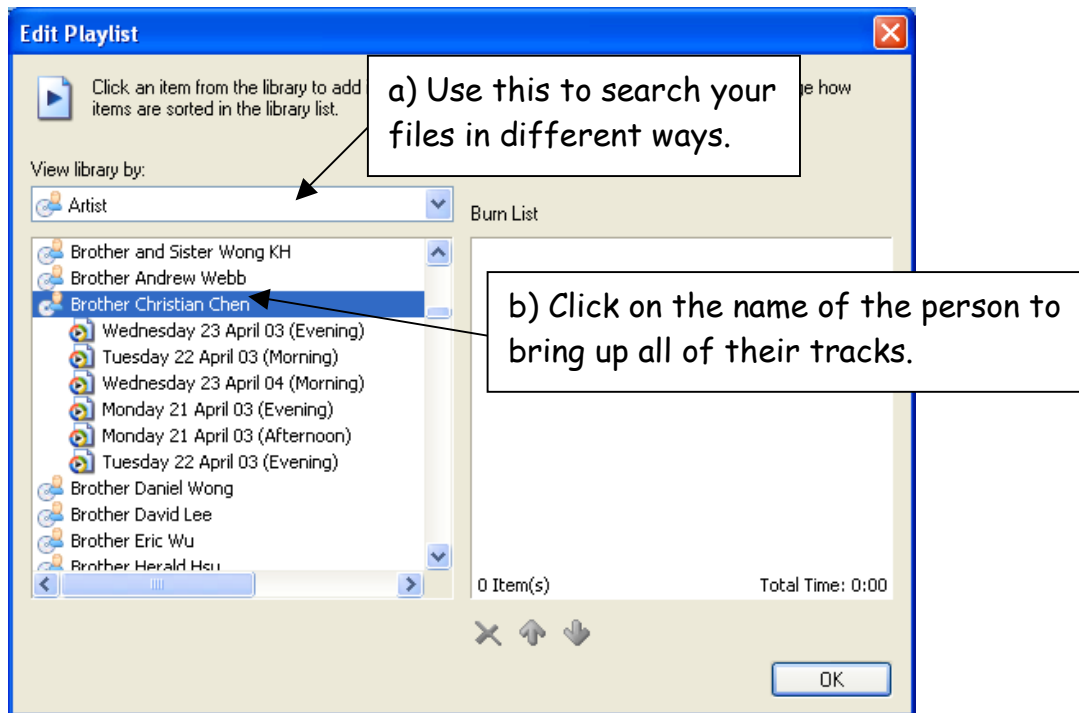 Edit Playlist
Click an item from the library to add
e how
items are sorted in the library list.
a) Use this to search your
files in different ways.
View library by:
Artist
Burn List
Brother and Sister Wong KH
Brother Andrew Webb
Brother Christian Chen
Wednesday 23 April 03 (Evening)
Tuesday 22 April 03 (Morning)
Wednesday 23 April 04 (Morning)
Monday 21 April 03 (Evening)
Monday 21 April 03 (Afternoon)
Tuesday 22 April 03 (Evening)
Brother Daniel Wong
Brother David Lee
Brother Eric Wu
Brother Herald Hsu
b) Click on the name of the person to
bring up all of their tracks.
0 Item(s)
Total Time: 0:00
OK